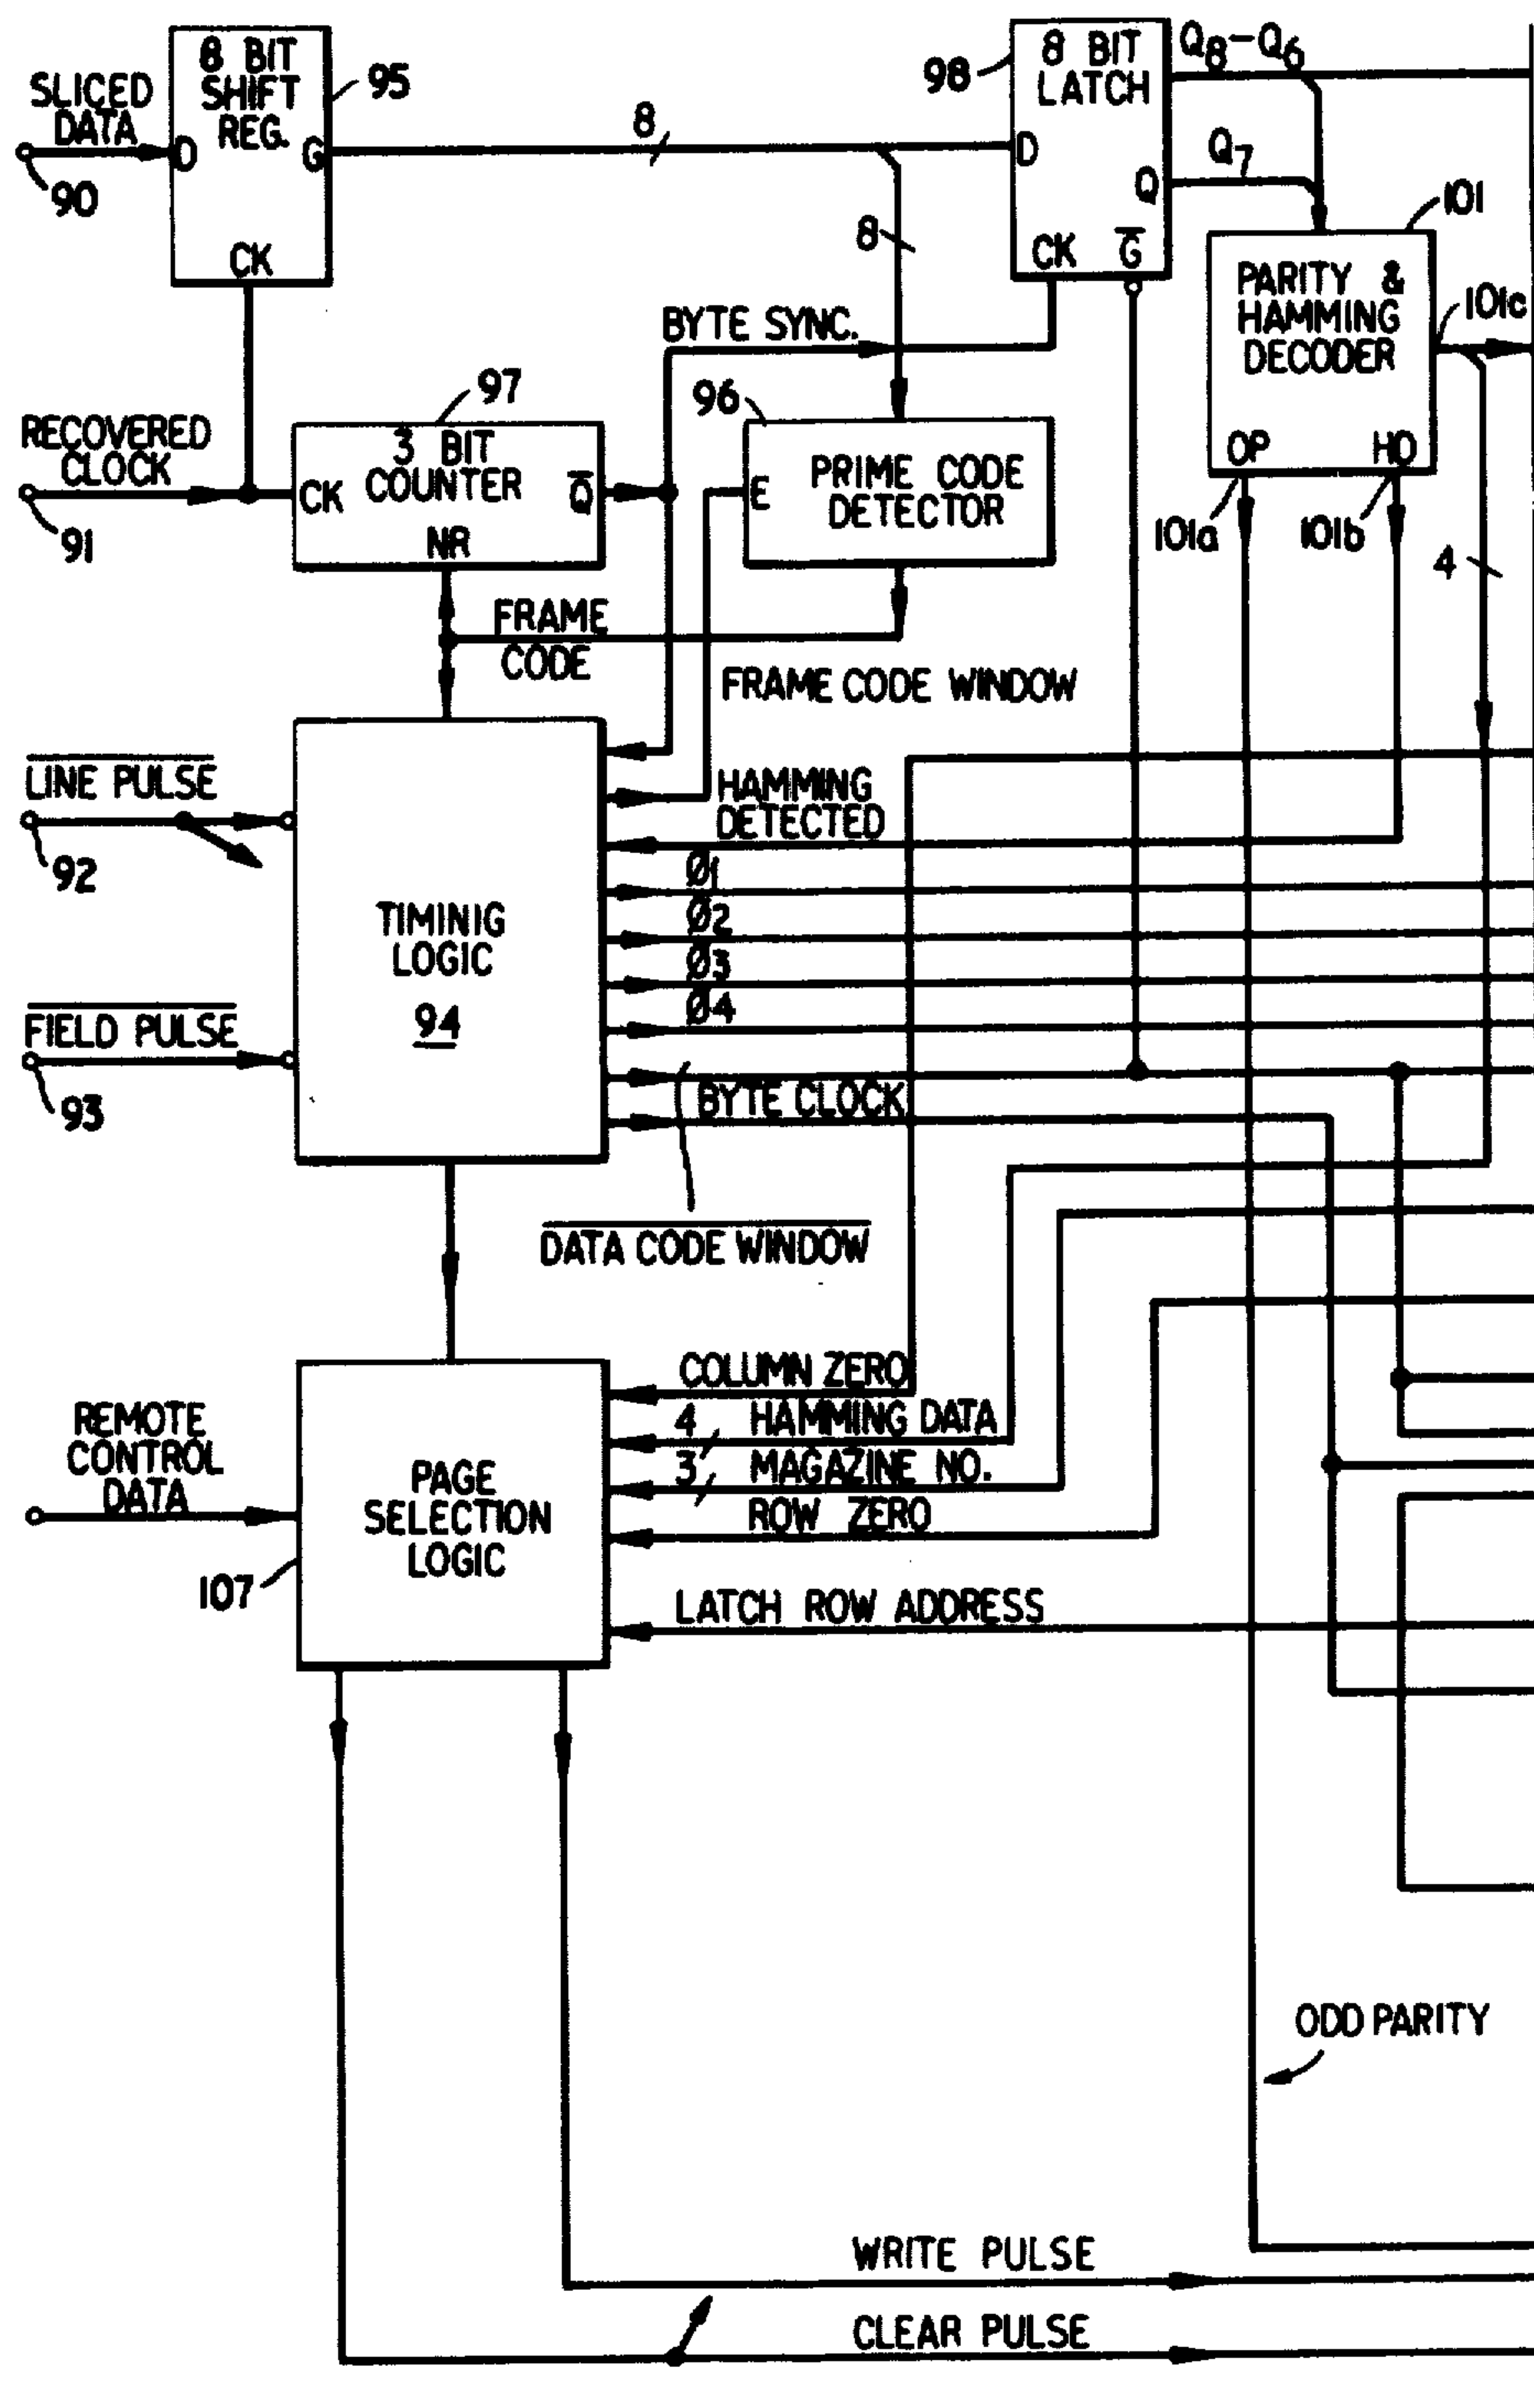 8 BIT
SHIFT
REG.
95
SLICED
DATA
D
G
90
CK
8
8
98
8 BIT
LATCH
D
Q
CK
G̅
Q8-Q6
Q7
101
PARITY &
HAMMING
DECODER
101c
OP
HO
101a
101b
4
BYTE SYNC.
97
3 BIT
COUNTER
CK
Q̅
NR
RECOVERED
CLOCK
91
96
E
PRIME CODE
DETECTOR
FRAME
CODE
FRAME CODE WINDOW
LINE PULSE
92
HAMMING
DETECTED
Ø1
Ø2
Ø3
Ø4
TIMINIG
LOGIC
94
FIELD PULSE
93
BYTE CLOCK
DATA CODE WINDOW
COLUMN ZERO
4 HAMMING DATA
3 MAGAZINE NO.
ROW ZERO
REMOTE
CONTROL
DATA
PAGE
SELECTION
LOGIC
107
LATCH ROW ADDRESS
ODD PARITY
WRITE PULSE
CLEAR PULSE